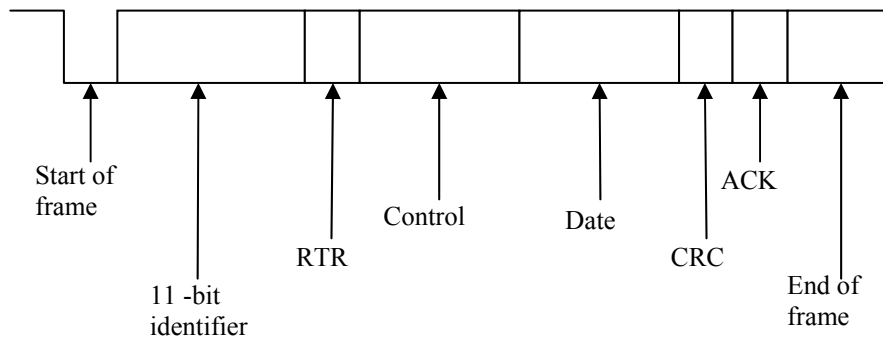 Start of
frame
11 -bit
identifier
RTR
Control
Date
CRC
ACK
End of
frame